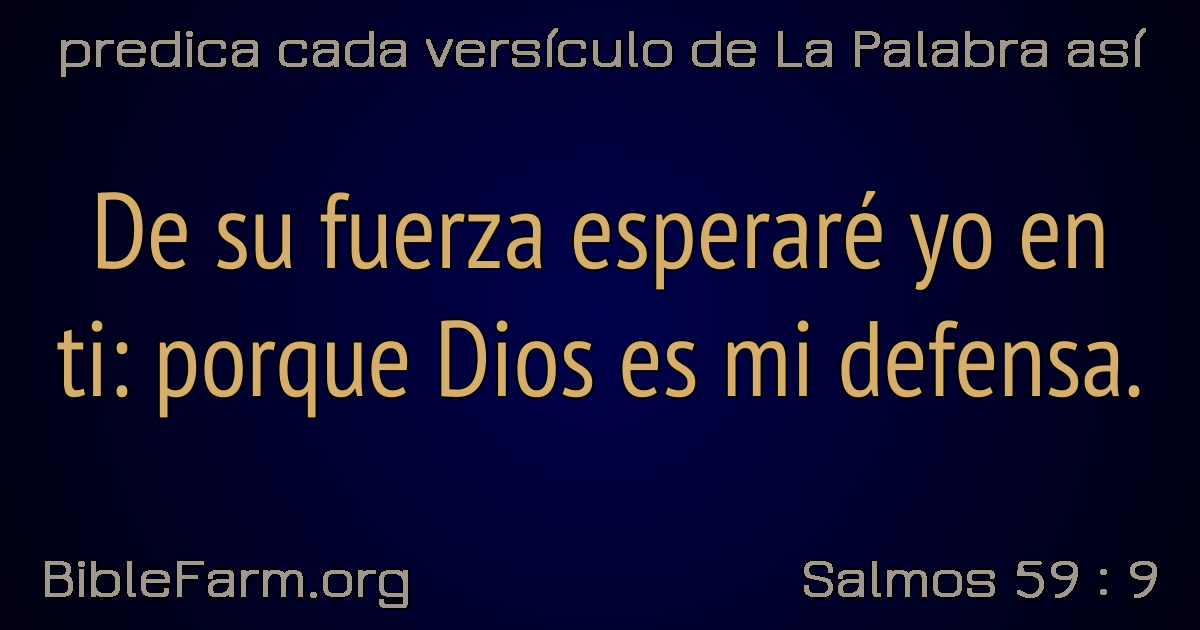 predica cada versículo de La Palabra así
De su fuerza esperaré yo en
ti: porque Dios es mi defensa.
BibleFarm.org
Salmos 59 : 9